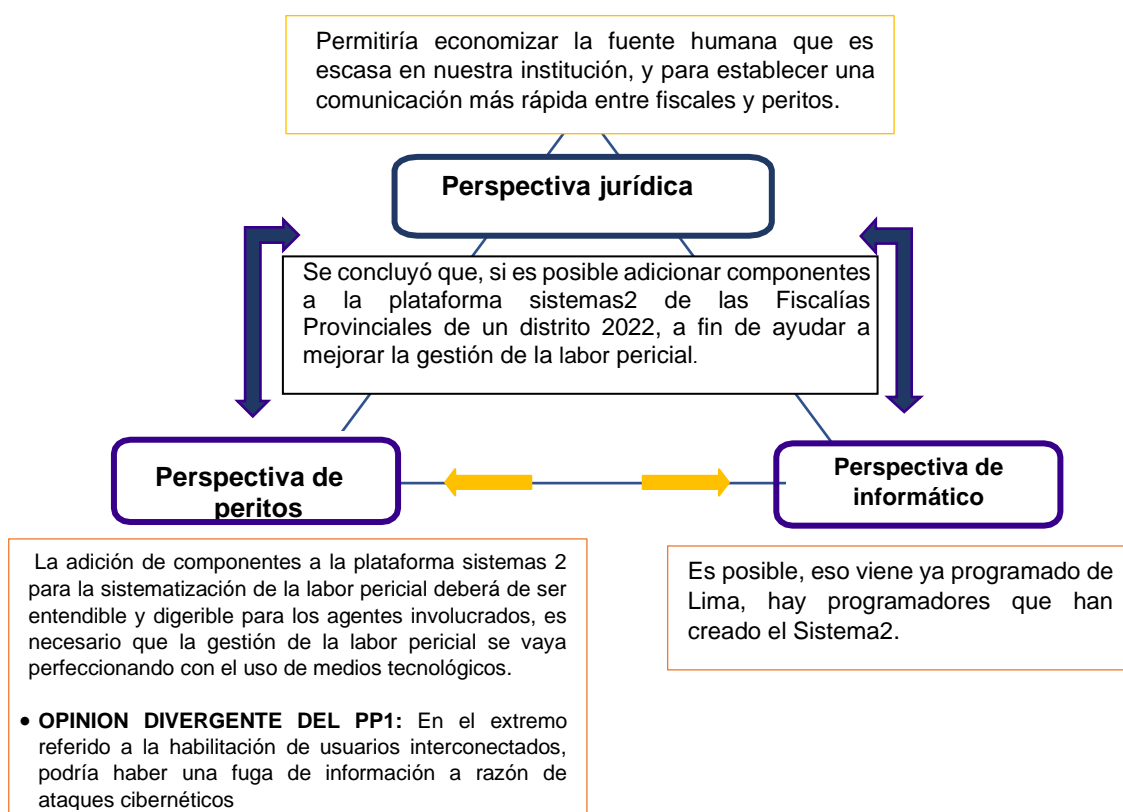 Permitiría economizar la fuente humana que es
escasa en nuestra institución, y para establecer una
comunicación más rápida entre fiscales y peritos.
Perspectiva jurídica
Se concluyó que, si es posible adicionar componentes
a la plataforma sistemas2 de las Fiscalías
Provinciales de un distrito 2022, a fin de ayudar a
mejorar la gestión de la labor pericial.
Perspectiva de
peritos
Perspectiva de
informático
La adición de componentes a la plataforma sistemas 2
para la sistematización de la labor pericial deberá de ser
entendible y digerible para los agentes involucrados, es
necesario que la gestión de la labor pericial se vaya
perfeccionando con el uso de medios tecnológicos.
• OPINION DIVERGENTE DEL PP1: En el extremo
referido a la habilitación de usuarios interconectados,
podría haber una fuga de información a razón de
ataques cibernéticos
Es posible, eso viene ya programado de
Lima, hay programadores que han
creado el Sistema2.